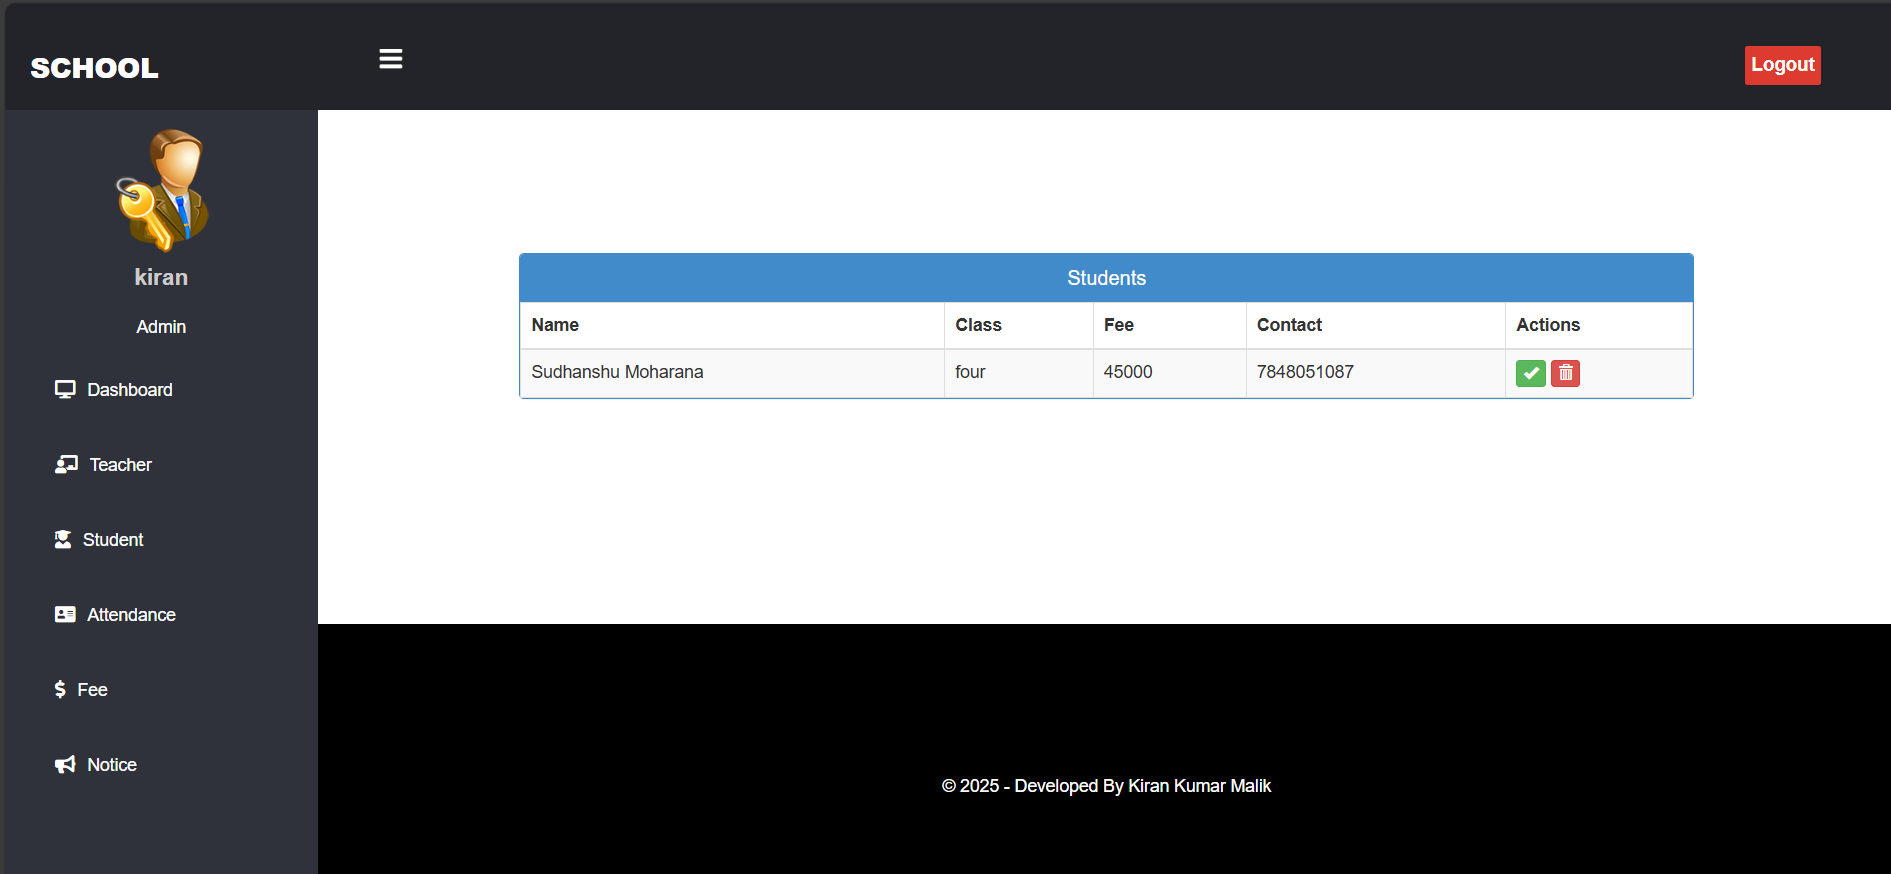 SCHOOL
Logout
kiran
Admin
Dashboard
Teacher
Student
Attendance
Fee
Notice
Students
Name Class Fee Contact Actions
Sudhanshu Moharana four 45000 7848051087
© 2025 - Developed By Kiran Kumar Malik